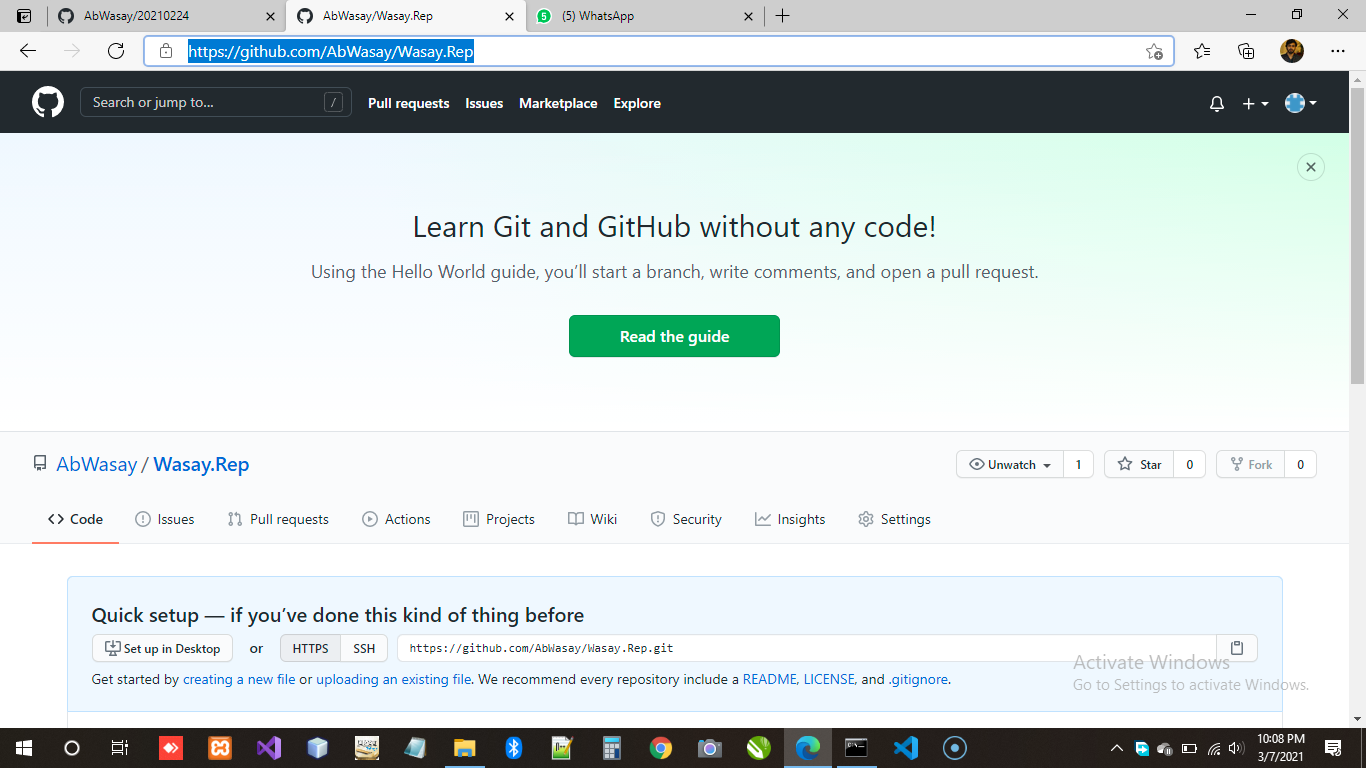 AbWasay/20210224
AbWasay/Wasay.Rep
5 (5) WhatsApp
https://github.com/AbWasay/Wasay.Rep
Search or jump to... /
Pull requests Issues Marketplace Explore
Learn Git and GitHub without any code!
Using the Hello World guide, you’ll start a branch, write comments, and open a pull request.
Read the guide
AbWasay / Wasay.Rep
Unwatch 1 Star 0 Fork 0
Code Issues Pull requests Actions Projects Wiki Security Insights Settings
Quick setup — if you’ve done this kind of thing before
Set up in Desktop or HTTPS SSH https://github.com/AbWasay/Wasay.Rep.git
Get started by creating a new file or uploading an existing file. We recommend every repository include a README, LICENSE, and .gitignore.
Activate Windows
Go to Settings to activate Windows.
10:08 PM
3/7/2021